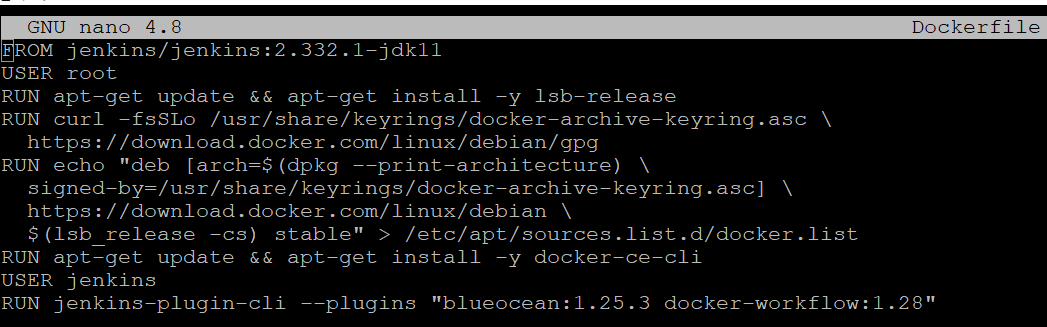 GNU nano 4.8 Dockerfile
FROM jenkins/jenkins:2.332.1-jdk11
USER root
RUN apt-get update && apt-get install -y lsb-release
RUN curl -fsSLo /usr/share/keyrings/docker-archive-keyring.asc \
  https://download.docker.com/linux/debian/gpg
RUN echo "deb [arch=$(dpkg --print-architecture) \
  signed-by=/usr/share/keyrings/docker-archive-keyring.asc] \
  https://download.docker.com/linux/debian \
  $(lsb_release -cs) stable" > /etc/apt/sources.list.d/docker.list
RUN apt-get update && apt-get install -y docker-ce-cli
USER jenkins
RUN jenkins-plugin-cli --plugins "blueocean:1.25.3 docker-workflow:1.28"